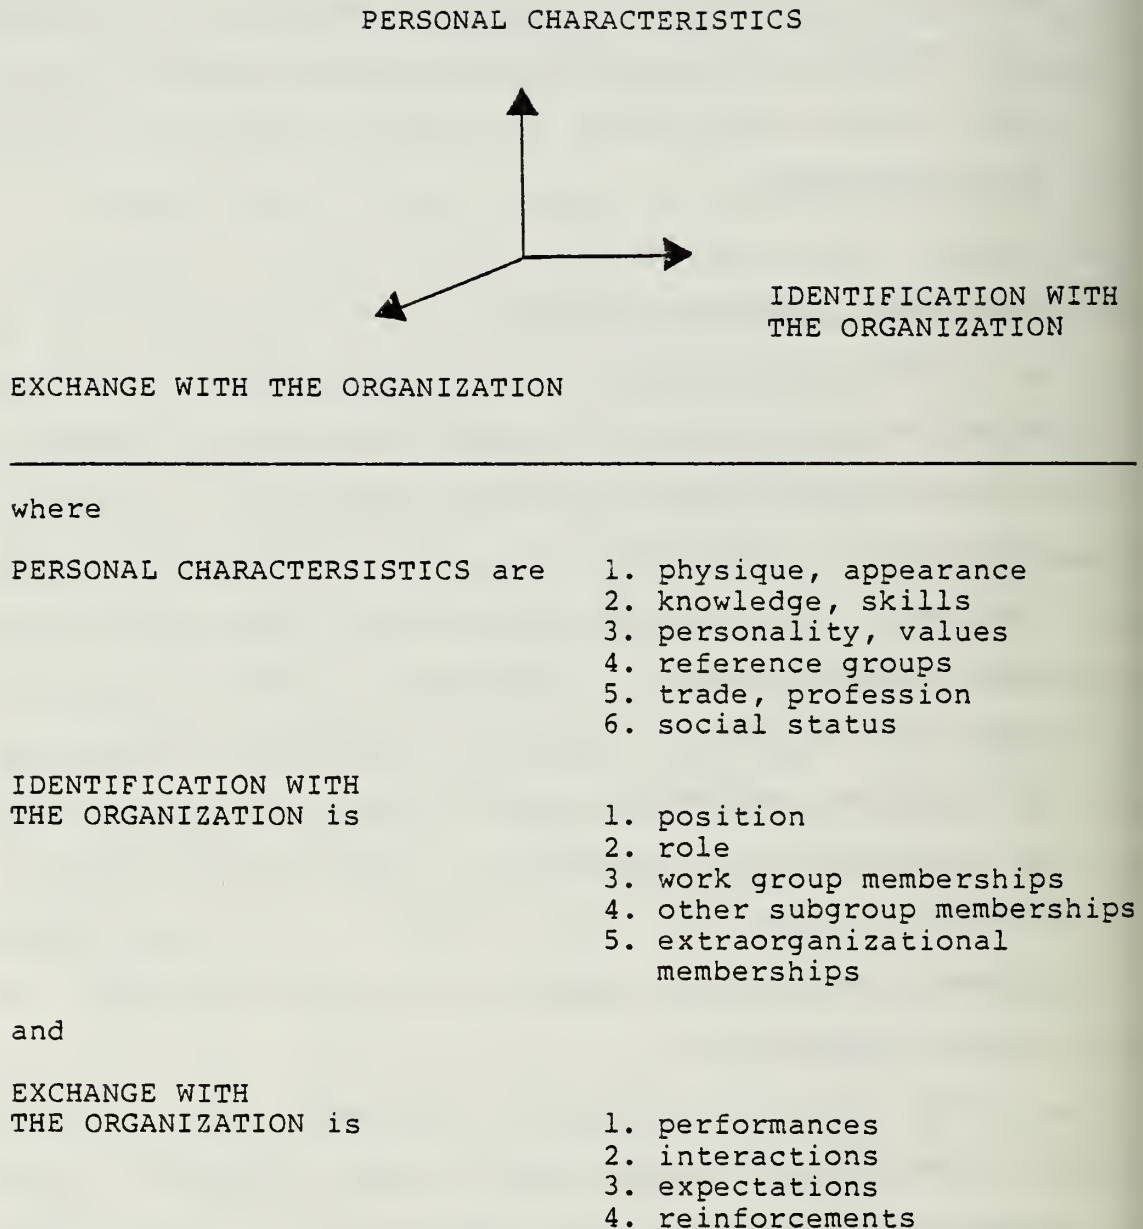 PERSONAL CHARACTERISTICS
IDENTIFICATION WITH
THE ORGANIZATION
EXCHANGE WITH THE ORGANIZATION
where
PERSONAL CHARACTERSISTICS are 1. physique, appearance
2. knowledge, skills
3. personality, values
4. reference groups
5. trade, profession
6. social status
IDENTIFICATION WITH
THE ORGANIZATION is 1. position
2. role
3. work group memberships
4. other subgroup memberships
5. extraorganizational
memberships
and
EXCHANGE WITH
THE ORGANIZATION is 1. performances
2. interactions
3. expectations
4. reinforcements